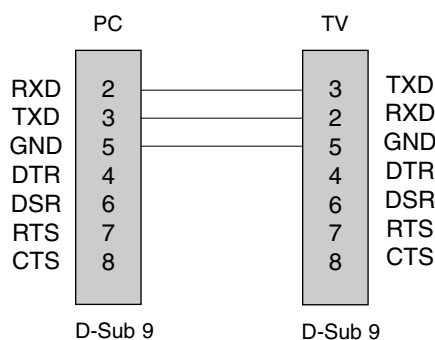 PC TV
RXD 2 3 TXD
TXD 3 2 RXD
GND 5 5 GND
DTR 4 4 DTR
DSR 6 6 DSR
RTS 7 7 RTS
CTS 8 8 CTS
D-Sub 9 D-Sub 9